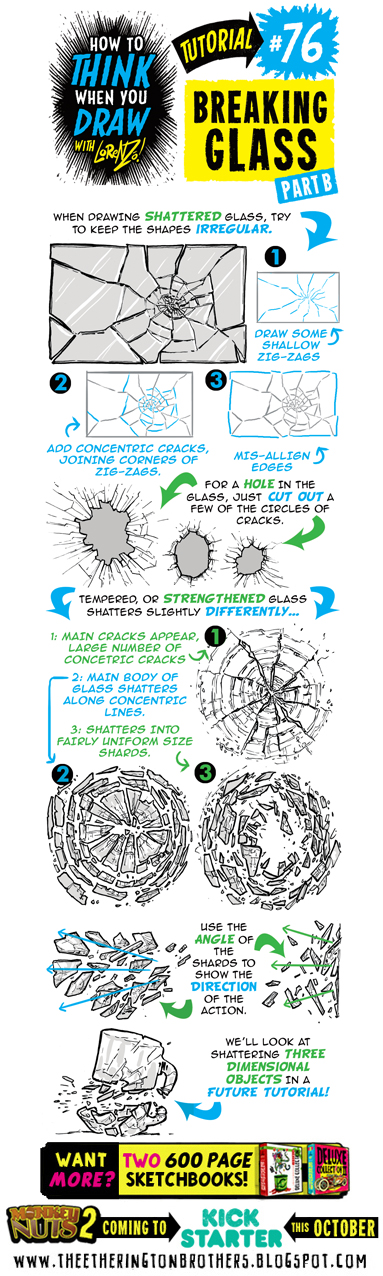 HOW TO
THINK
WHEN YOU
DRAW
WITH LORENZO!
TUTORIAL
#76
BREAKING
GLASS
PART B
WHEN DRAWING SHATTERED GLASS, TRY
TO KEEP THE SHAPES IRREGULAR.
1
DRAW SOME
SHALLOW
ZIG-ZAGS
2
3
ADD CONCENTRIC CRACKS,
JOINING CORNERS OF
ZIG-ZAGS.
MIS-ALIGN
EDGES
FOR A HOLE IN THE
GLASS, JUST CUT OUT A
FEW OF THE CIRCLES OF
CRACKS.
TEMPERED, OR STRENGTHENED GLASS
SHATTERS SLIGHTLY DIFFERENTLY...
1: MAIN CRACKS APPEAR,
LARGE NUMBER OF
CONCETRIC CRACKS
1
2: MAIN BODY OF
GLASS SHATTERS
ALONG CONCENTRIC
LINES.
3: SHATTERS INTO
FAIRLY UNIFORM SIZE
SHARDS.
2
3
USE THE
ANGLE OF
THE
SHARDS TO
SHOW THE
DIRECTION
OF THE
ACTION.
WE'LL LOOK AT
SHATTERING THREE
DIMENSIONAL
OBJECTS IN A
FUTURE TUTORIAL!
WANT
MORE?
TWO 600 PAGE
SKETCHBOOKS!
DELUXE
COLLECTION
MONKEY
NUTS 2
COMING TO
KICK
STARTER
THIS OCTOBER
WWW.THEETHERINGTONBROTHERS.BLOGSPOT.COM